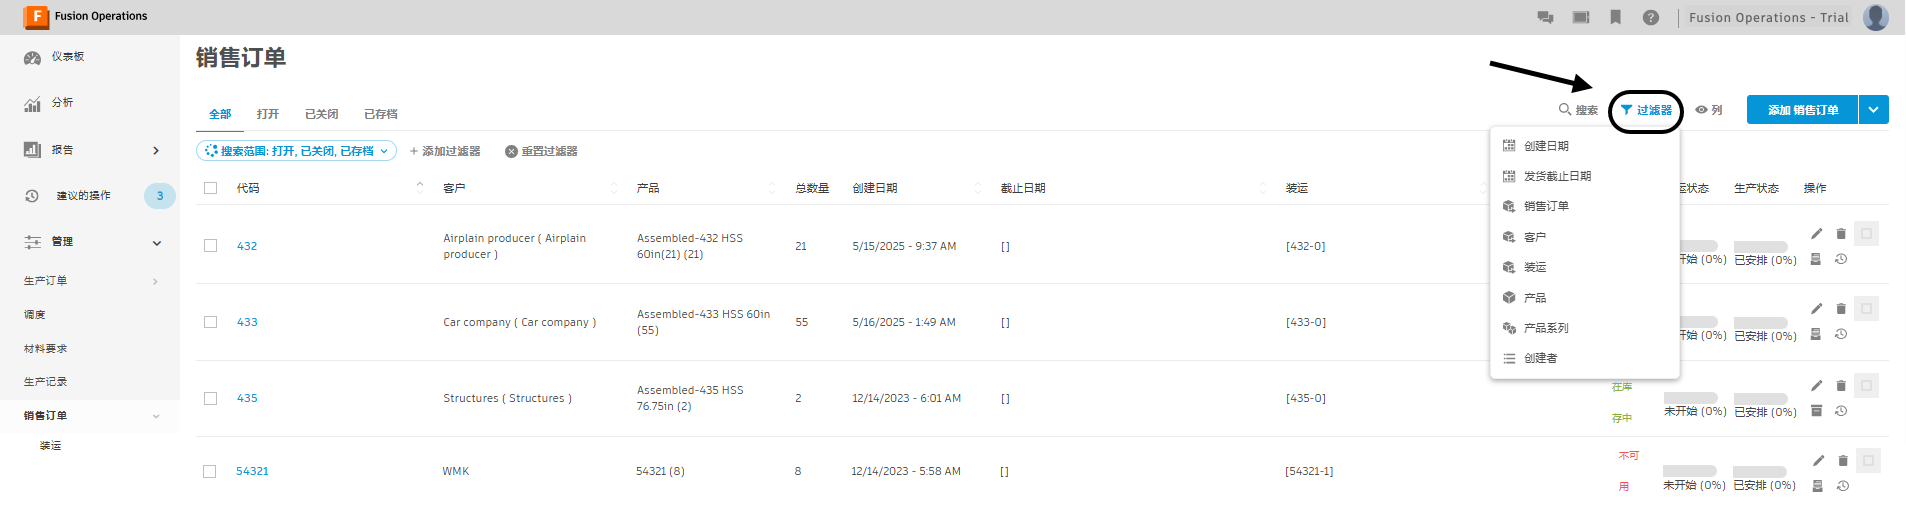 Fusion Operations
Fusion Operations - Trial
仪表板
分析
报告
建议的操作
3
管理
生产订单
调度
材料要求
生产记录
销售订单
装运
销售订单
全部 打开 已关闭 已存档
搜索 过滤器 列 添加 销售订单
搜索范围: 打开, 已关闭, 已存档 + 添加过滤器 重置过滤器
创建日期
发货截止日期
销售订单
客户
装运
产品
产品系列
创建者
代码 客户 产品 总数量 创建日期 截止日期 装运 运状态 生产状态 操作
432 Airplain producer ( Airplain producer ) Assembled-432 HSS 60in(21) (21) 21 5/15/2025 - 9:37 AM [] [432-0] 开始 (0%) 已安排 (0%)
433 Car company ( Car company ) Assembled-433 HSS 60in (55) 55 5/16/2025 - 1:49 AM [] [433-0] 开始 (0%) 已安排 (0%)
435 Structures ( Structures ) Assembled-435 HSS 76.75in (2) 2 12/14/2023 - 6:01 AM [] [435-0] 在库存中 未开始 (0%) 已安排 (0%)
54321 WMK 54321 (8) 8 12/14/2023 - 5:58 AM [] [54321-1] 不可用 未开始 (0%) 已安排 (0%)